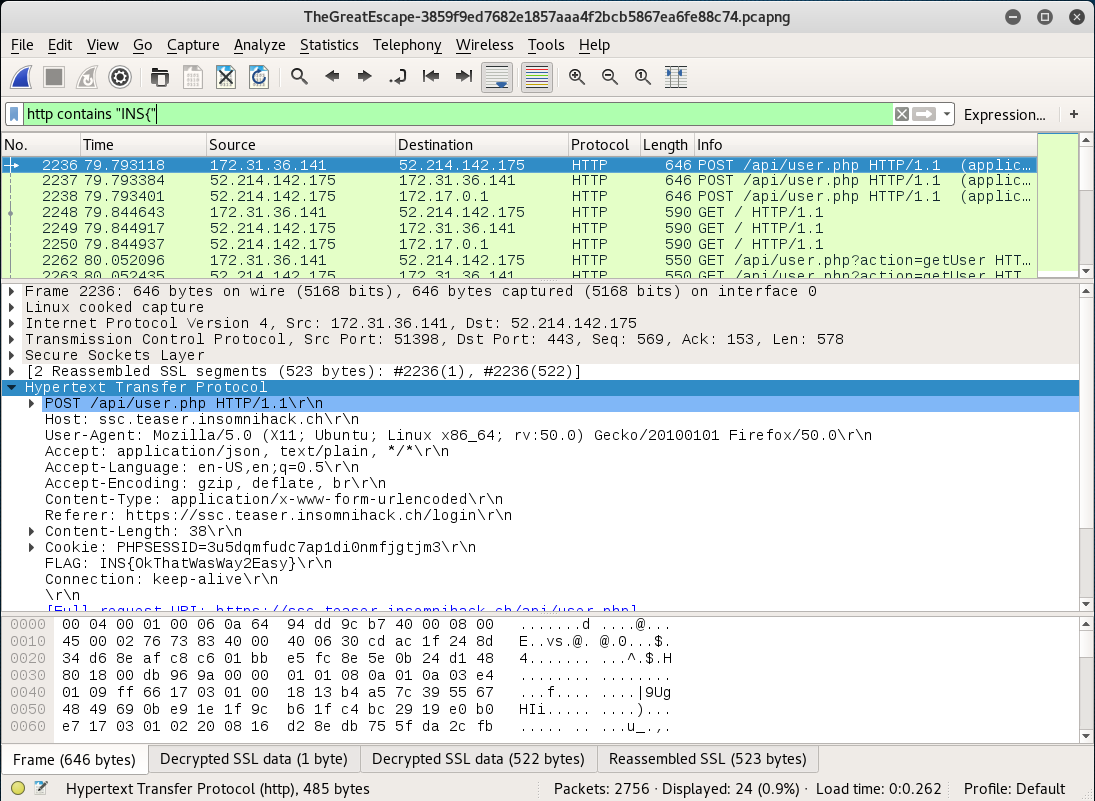 TheGreatEscape-3859f9ed7682e1857aaa4f2bcb5867ea6fe88c74.pcapng
File Edit View Go Capture Analyze Statistics Telephony Wireless Tools Help
http contains "INS{" Expression... +
No. Time Source Destination Protocol Length Info
2236 79.793118 172.31.36.141 52.214.142.175 HTTP 646 POST /api/user.php HTTP/1.1 (applic...
2237 79.793384 52.214.142.175 172.31.36.141 HTTP 646 POST /api/user.php HTTP/1.1 (applic...
2238 79.793401 52.214.142.175 172.17.0.1 HTTP 646 POST /api/user.php HTTP/1.1 (applic...
2248 79.844643 172.31.36.141 52.214.142.175 HTTP 590 GET / HTTP/1.1
2249 79.844917 52.214.142.175 172.31.36.141 HTTP 590 GET / HTTP/1.1
2250 79.844937 52.214.142.175 172.17.0.1 HTTP 590 GET / HTTP/1.1
2262 80.052096 172.31.36.141 52.214.142.175 HTTP 550 GET /api/user.php?action=getUser HTT...
2263 80.052435 52.214.142.175 172.31.36.141 HTTP 550 GET /api/user.php?action=getUser HTT...
Frame 2236: 646 bytes on wire (5168 bits), 646 bytes captured (5168 bits) on interface 0
Linux cooked capture
Internet Protocol Version 4, Src: 172.31.36.141, Dst: 52.214.142.175
Transmission Control Protocol, Src Port: 51398, Dst Port: 443, Seq: 569, Ack: 153, Len: 578
Secure Sockets Layer
[2 Reassembled SSL segments (523 bytes): #2236(1), #2236(522)]
Hypertext Transfer Protocol
POST /api/user.php HTTP/1.1\r\n
Host: ssc.teaser.insomnihack.ch\r\n
User-Agent: Mozilla/5.0 (X11; Ubuntu; Linux x86_64; rv:50.0) Gecko/20100101 Firefox/50.0\r\n
Accept: application/json, text/plain, */*\r\n
Accept-Language: en-US,en;q=0.5\r\n
Accept-Encoding: gzip, deflate, br\r\n
Content-Type: application/x-www-form-urlencoded\r\n
Referer: https://ssc.teaser.insomnihack.ch/login\r\n
Content-Length: 38\r\n
Cookie: PHPSESSID=3u5dqmfudc7ap1di0nmfjgtjm3\r\n
FLAG: INS{OkThatWasWay2Easy}\r\n
Connection: keep-alive\r\n
\r\n
[Full request URI: https://ssc.teaser.insomnihack.ch/api/user.php]
0000 00 04 00 01 00 06 0a 64 94 dd 9c b7 40 00 08 00 .......d ....@...
0010 45 00 02 76 73 83 40 00 40 06 30 cd ac 1f 24 8d E..vs.@. @.0...$.
0020 34 d6 8e af c8 c6 01 bb e5 fc 8e 5e 0b 24 d1 48 4....... ...^.$.H
0030 80 18 00 db 96 9a 00 00 01 01 08 0a 01 0a 03 e4 ........ ........
0040 01 09 ff 66 17 03 01 00 18 13 b4 a5 7c 39 55 67 ...f.... ....|9Ug
0050 48 49 69 0b e9 1e 1f 9c b6 1f c4 bc 29 19 e0 b0 HIi..... ....)...
0060 e7 17 03 01 02 20 08 16 d2 8e db 75 5f da 2c fb ..... .. ...u_.,.
Frame (646 bytes) Decrypted SSL data (1 byte) Decrypted SSL data (522 bytes) Reassembled SSL (523 bytes)
Hypertext Transfer Protocol (http), 485 bytes Packets: 2756 · Displayed: 24 (0.9%) · Load time: 0:0.262 Profile: Default